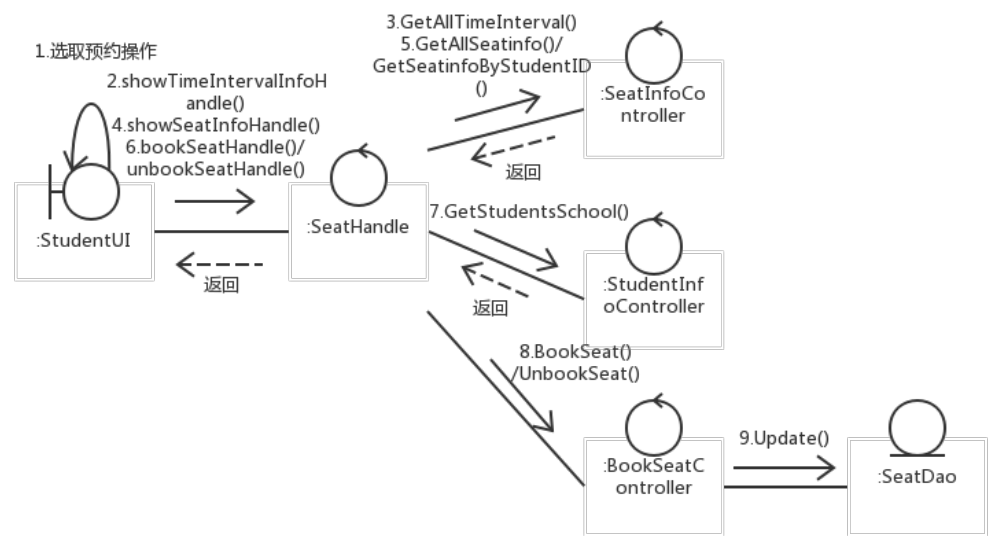 1.选取预约操作
2.showTimeIntervalInfoH
andle()
4.showSeatInfoHandle()
6.bookSeatHandle()/
unbookSeatHandle()
:StudentUI
返回
:SeatHandle
3.GetAllTimeInterval()
5.GetAllSeatinfo()/
GetSeatinfoByStudentID
()
返回
:SeatInfoCo
ntroller
7.GetStudentsSchool()
返回
:StudentInf
oController
8.BookSeat()
/UnbookSeat()
:BookSeatC
ontroller
9.Update()
:SeatDao